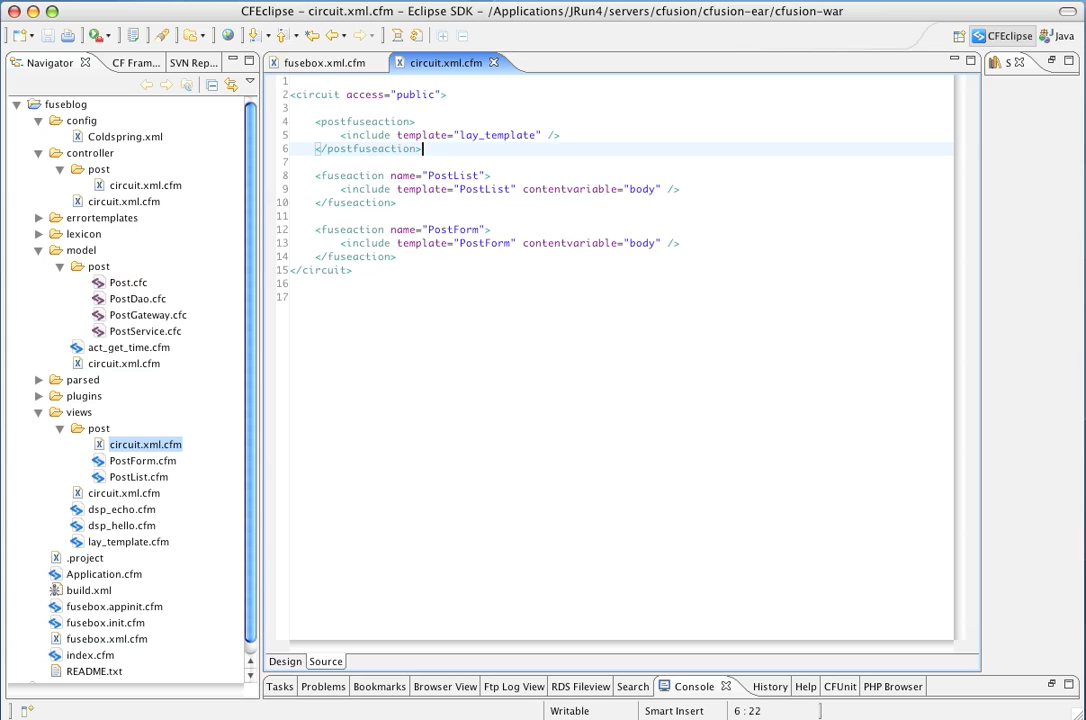 CFEclipse – circuit.xml.cfm – Eclipse SDK – /Applications/JRun4/servers/cfusion/cfusion-ear/cfusion-war
CFEclipse
Java
Navigator
CF Fram...
SVN Rep...
fusebox.xml.cfm
circuit.xml.cfm
S
fuseblog
config
Coldspring.xml
controller
post
circuit.xml.cfm
circuit.xml.cfm
errortemplates
lexicon
model
post
Post.cfc
PostDao.cfc
PostGateway.cfc
PostService.cfc
act_get_time.cfm
circuit.xml.cfm
parsed
plugins
views
post
circuit.xml.cfm
PostForm.cfm
PostList.cfm
circuit.xml.cfm
dsp_echo.cfm
dsp_hello.cfm
lay_template.cfm
.project
Application.cfm
build.xml
fusebox.appinit.cfm
fusebox.init.cfm
fusebox.xml.cfm
index.cfm
README.txt
1
2 <circuit access="public">
3
4 <postfuseaction>
5 <include template="lay_template" />
6 </postfuseaction>
7
8 <fuseaction name="PostList">
9 <include template="PostList" contentvariable="body" />
10 </fuseaction>
11
12 <fuseaction name="PostForm">
13 <include template="PostForm" contentvariable="body" />
14 </fuseaction>
15 </circuit>
16
17
Design Source
Tasks Problems Bookmarks Browser View Ftp Log View RDS Fileview Search Console History Help CFUnit PHP Browser
Writable Smart Insert 6 : 22